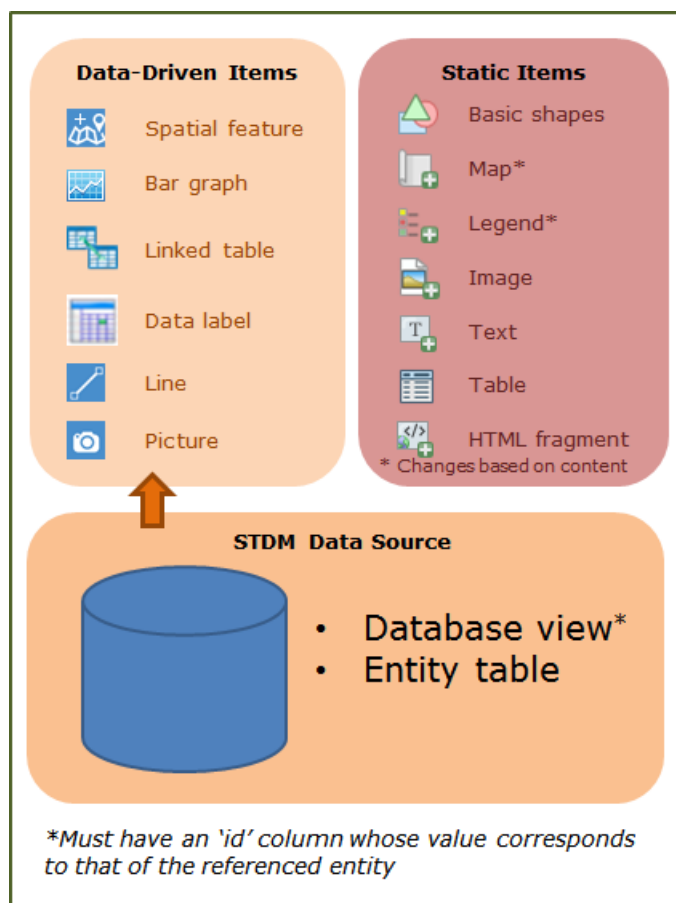 Data-Driven Items
Spatial feature
Bar graph
Linked table
Data label
Line
Picture
Static Items
Basic shapes
Map*
Legend*
Image
T
Text
Table
</>
HTML fragment
* Changes based on content
STDM Data Source
• Database view*
• Entity table
*Must have an ‘id’ column whose value corresponds
to that of the referenced entity